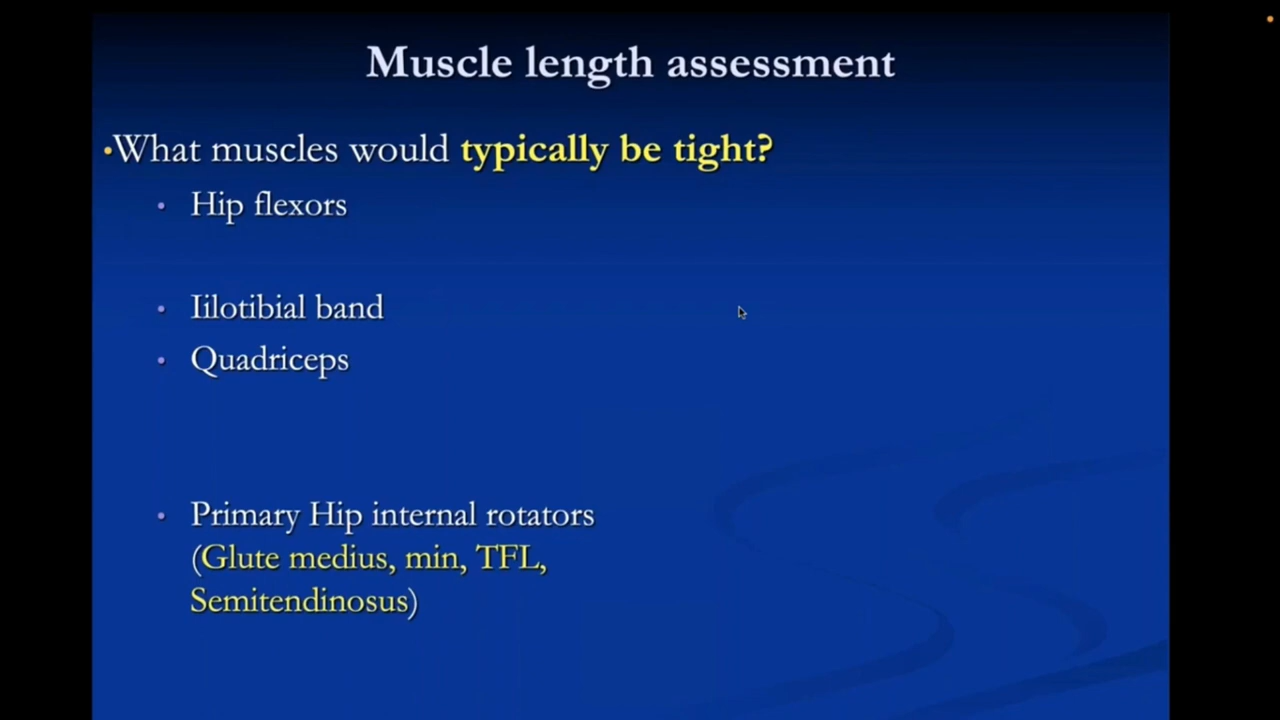 Muscle length assessment
•What muscles would typically be tight?
• Hip flexors
• Iilotibial band
• Quadriceps
• Primary Hip internal rotators
(Glute medius, min, TFL,
Semitendinosus)